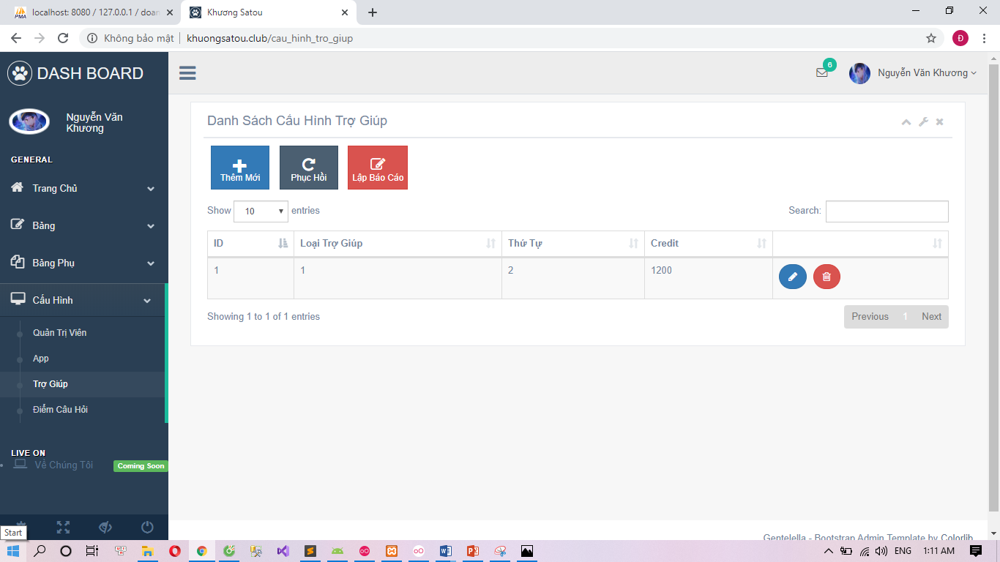 localhost: 8080 / 127.0.0.1 / doan
Khương Satou
Không bảo mật
khuongsatou.club/cau_hinh_tro_giup
Đ
DASH BOARD
6
Nguyễn Văn Khương
Nguyễn Văn
Khương
GENERAL
Trang Chủ
Bảng
Bảng Phụ
Cấu Hình
Quản Trị Viên
App
Trợ Giúp
Điểm Câu Hỏi
LIVE ON
Về Chúng Tôi
Coming Soon
Start
Danh Sách Cấu Hình Trợ Giúp
Thêm Mới
Phục Hồi
Lập Báo Cáo
Show 10 entries
Search:
ID Loại Trợ Giúp Thứ Tự Credit
1 1 2 1200
Showing 1 to 1 of 1 entries
Previous 1 Next
Gentelella - Bootstrap Admin Template by Colorlib
ENG
1:11 AM